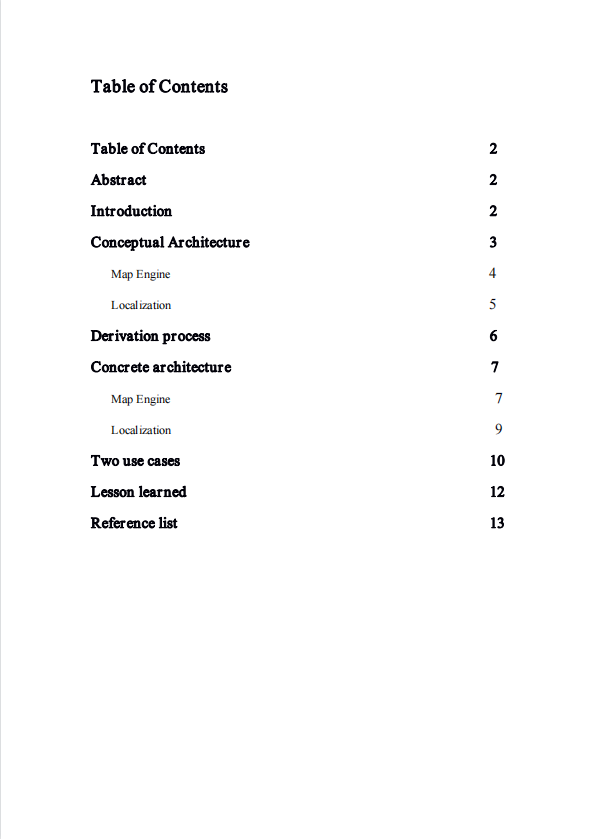 Table of Contents
Table of Contents 2
Abstract 2
Introduction 2
Conceptual Architecture 3
Map Engine 4
Localization 5
Derivation process 6
Concrete architecture 7
Map Engine 7
Localization 9
Two use cases 10
Lesson learned 12
Reference list 13